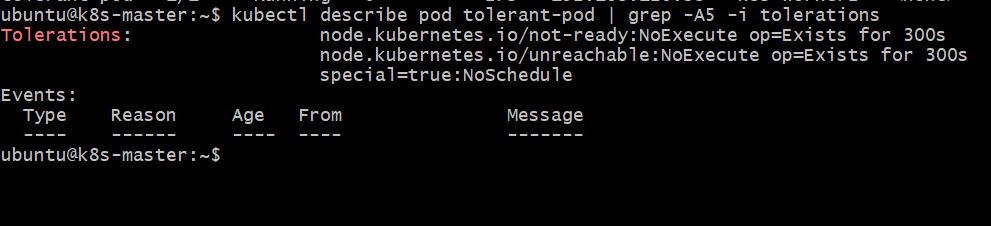 ubuntu@k8s-master:~$ kubectl describe pod tolerant-pod | grep -A5 -i tolerations
Tolerations: node.kubernetes.io/not-ready:NoExecute op=Exists for 300s
node.kubernetes.io/unreachable:NoExecute op=Exists for 300s
special=true:NoSchedule
Events:
Type Reason Age From Message
---- ------ ---- ---- -------
ubuntu@k8s-master:~$